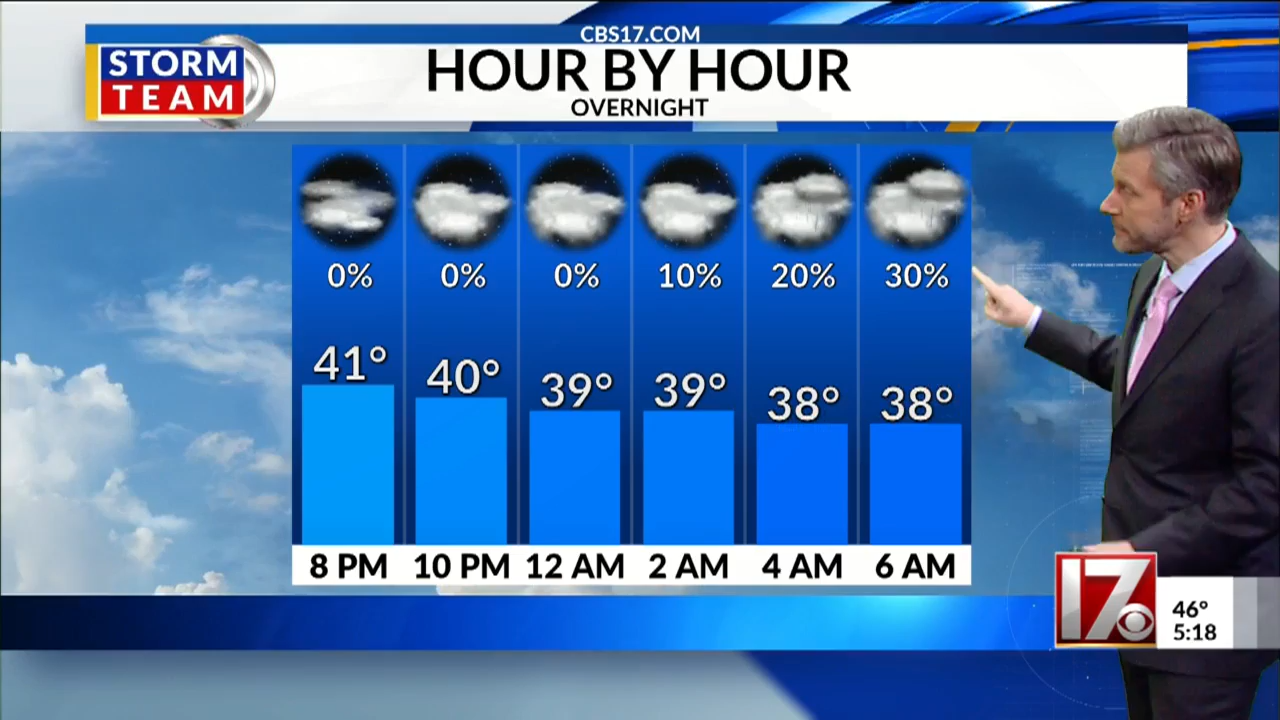 CBS17.COM
STORM
TEAM
HOUR BY HOUR
OVERNIGHT
0% 0% 0% 10% 20% 30%
41° 40° 39° 39° 38° 38°
8 PM 10 PM 12 AM 2 AM 4 AM 6 AM
17
46°
5:18